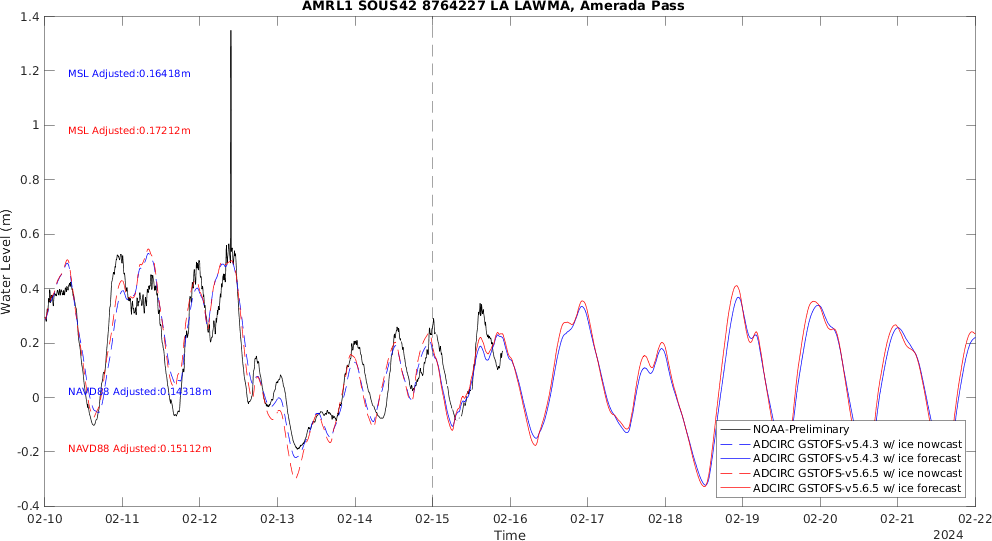 AMRL1 SOUS42 8764227 LA LAWMA, Amerada Pass
1.4
1.2
1
0.8
0.6
0.4
0.2
0
-0.2
-0.4
Water Level (m)
MSL Adjusted:0.16418m
MSL Adjusted:0.17212m
NAVD88 Adjusted:0.14318m
NAVD88 Adjusted:0.15112m
NOAA-Preliminary
ADCIRC GSTOFS-v5.4.3 w/ ice nowcast
ADCIRC GSTOFS-v5.4.3 w/ ice forecast
ADCIRC GSTOFS-v5.6.5 w/ ice nowcast
ADCIRC GSTOFS-v5.6.5 w/ ice forecast
02-10 02-11 02-12 02-13 02-14 02-15 02-16 02-17 02-18 02-19 02-20 02-21 02-22
Time
2024